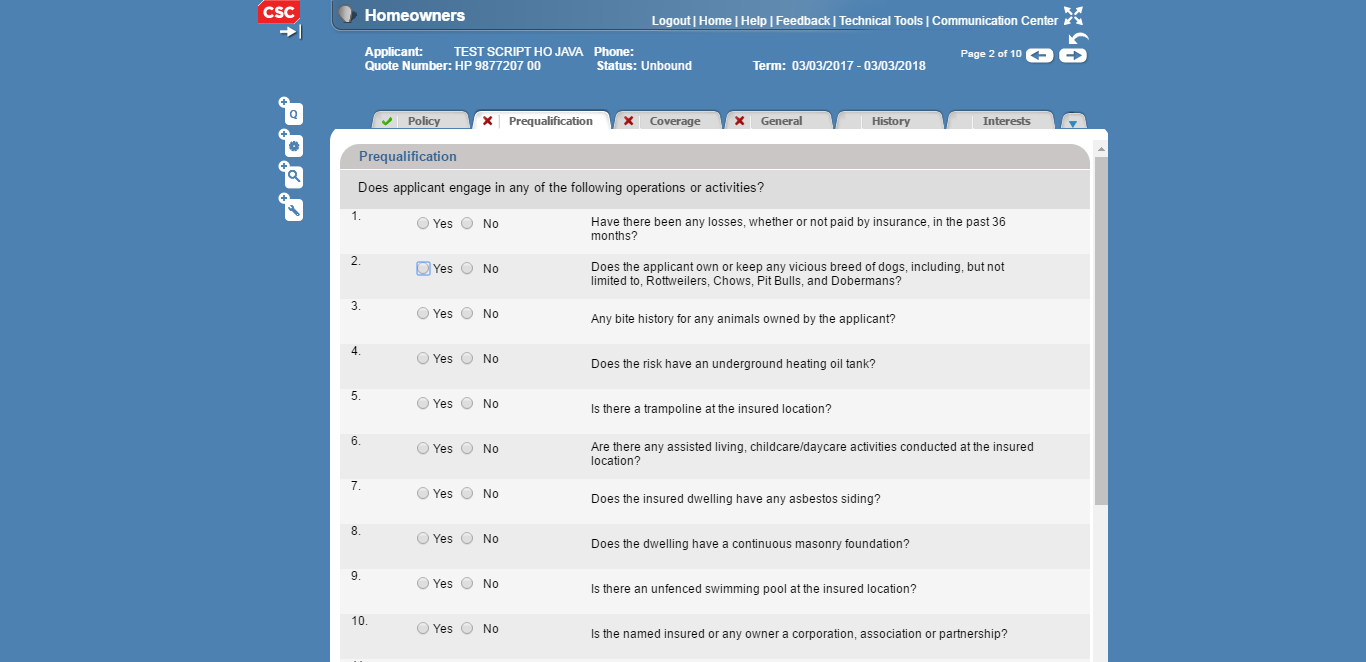 CSC
Homeowners
Logout | Home | Help | Feedback | Technical Tools | Communication Center
Applicant: TEST SCRIPT HO JAVA Phone:
Quote Number: HP 9877207 00 Status: Unbound Term: 03/03/2017 - 03/03/2018
Page 2 of 10
Q
Policy Prequalification Coverage General History Interests
Prequalification
Does applicant engage in any of the following operations or activities?
1. Yes No Have there been any losses, whether or not paid by insurance, in the past 36
months?
2. Yes No Does the applicant own or keep any vicious breed of dogs, including, but not
limited to, Rottweilers, Chows, Pit Bulls, and Dobermans?
3. Yes No Any bite history for any animals owned by the applicant?
4. Yes No Does the risk have an underground heating oil tank?
5. Yes No Is there a trampoline at the insured location?
6. Yes No Are there any assisted living, childcare/daycare activities conducted at the insured
location?
7. Yes No Does the insured dwelling have any asbestos siding?
8. Yes No Does the dwelling have a continuous masonry foundation?
9. Yes No Is there an unfenced swimming pool at the insured location?
10. Yes No Is the named insured or any owner a corporation, association or partnership?